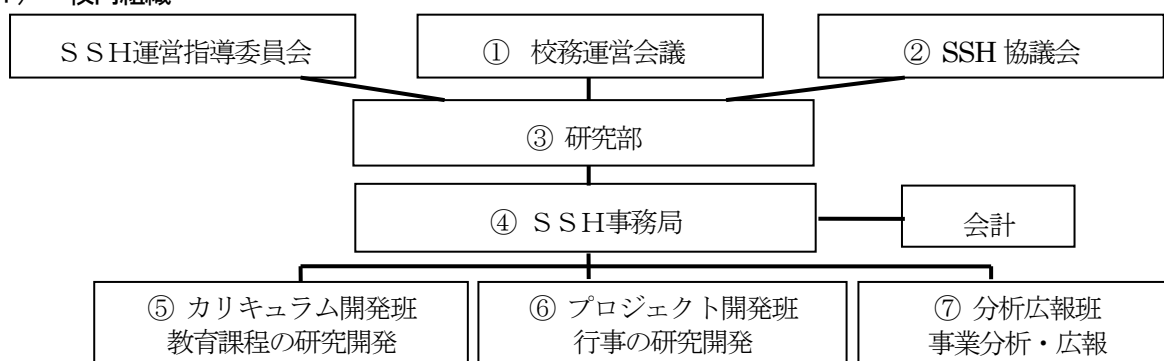 ＳＳＨ運営指導委員会
① 校務運営会議
② SSH 協議会
③ 研究部
④ ＳＳＨ事務局
会計
⑤ カリキュラム開発班
教育課程の研究開発
⑥ プロジェクト開発班
行事の研究開発
⑦ 分析広報班
事業分析・広報